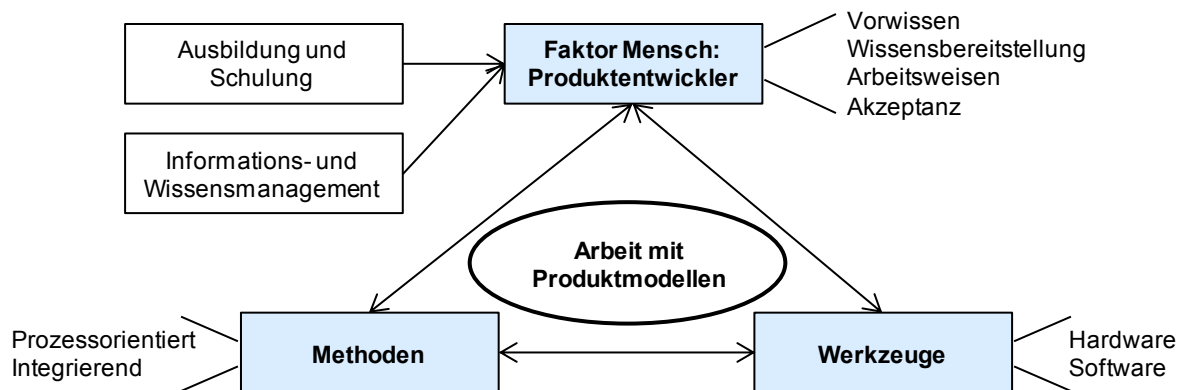 Ausbildung und
Schulung
Faktor Mensch:
Produktentwickler
Vorwissen
Wissensbereitstellung
Arbeitsweisen
Akzeptanz
Informations- und
Wissensmanagement
Arbeit mit
Produktmodellen
Prozessorientiert
Integrierend
Methoden
Werkzeuge
Hardware
Software